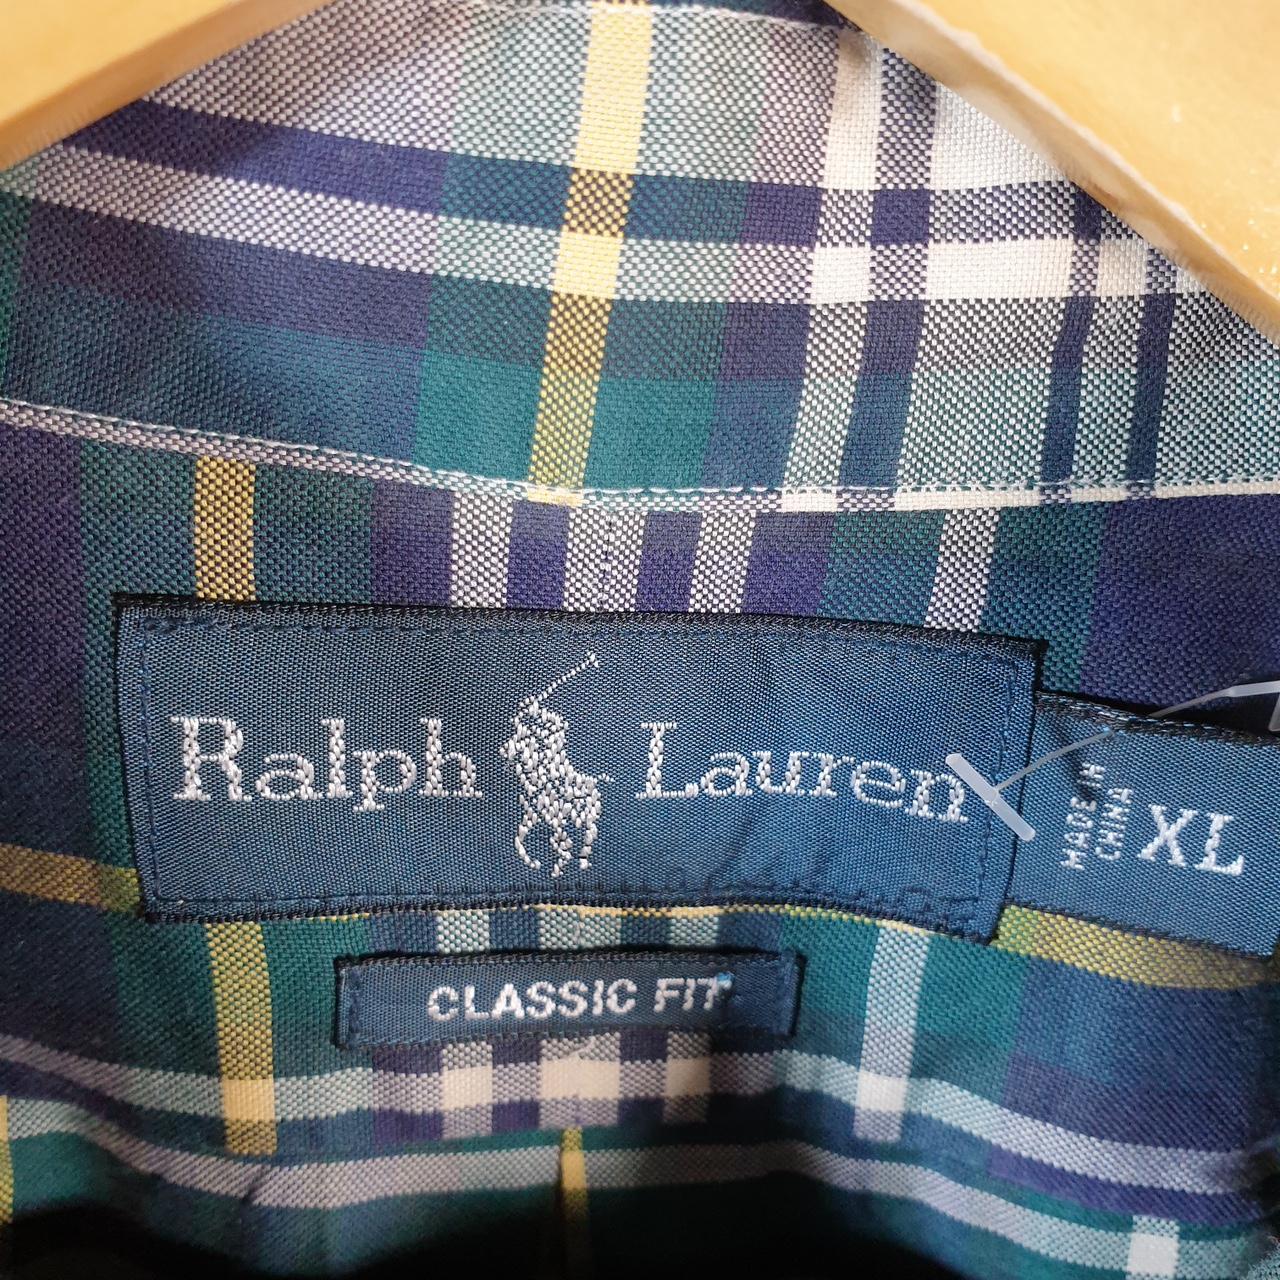 Ralph Lauren
MADE IN
CHINA
XL
CLASSIC FIT